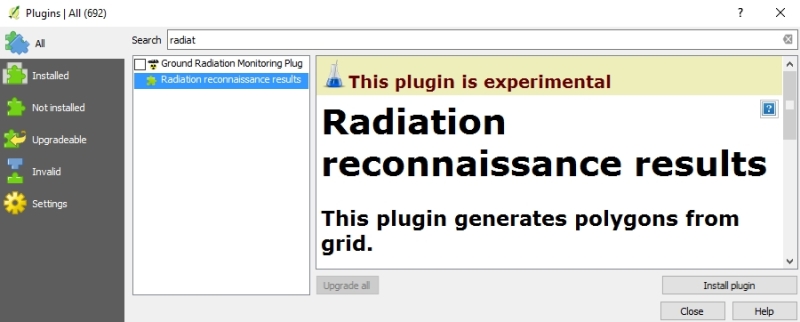 Plugins | All (692)
?
All
Installed
Not installed
Upgradeable
Invalid
Settings
Search radiat
Ground Radiation Monitoring Plug
Radiation reconnaissance results
This plugin is experimental
?
Radiation
reconnaissance results
This plugin generates polygons from
grid.
Upgrade all
Install plugin
Close
Help